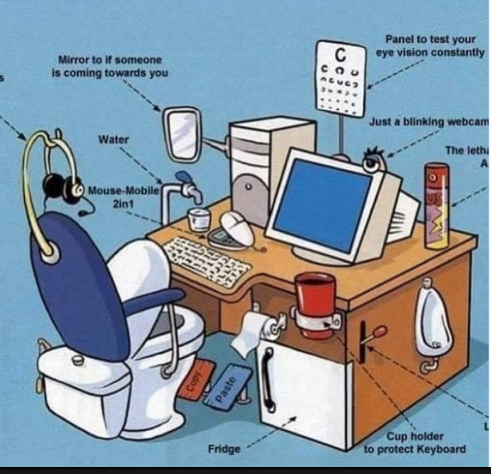 Panel to test your
eye vision constantly
Mirror to if someone
is coming towards you
C
Just a blinking webcam
Water
Mouse-Mobile
2in1
Copy
Paste
Fridge
Cup holder
to protect Keyboard